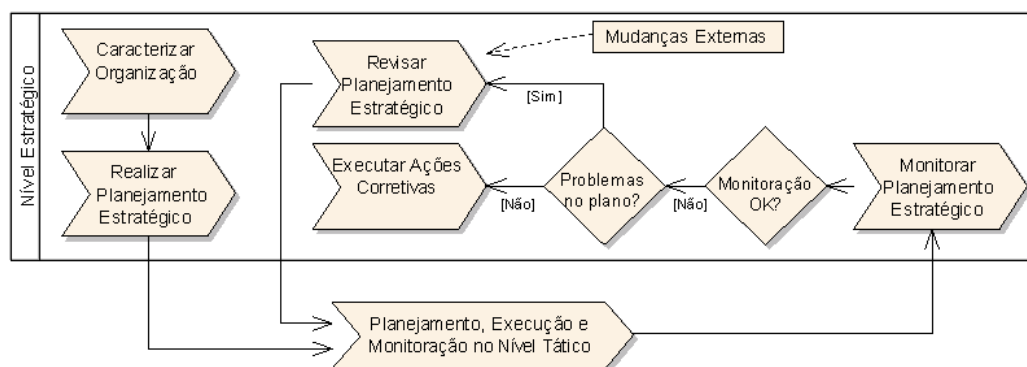 Nível Estratégico
Caracterizar
Organização
Realizar
Planejamento
Estratégico
Revisar
Planejamento
Estratégico
Mudanças Externas
[Sim]
Executar Ações
Corretivas
[Não]
Problemas
no plano?
[Não]
Monitoração
OK?
Monitorar
Planejamento
Estratégico
Planejamento, Execução e
Monitoração no Nível Tático